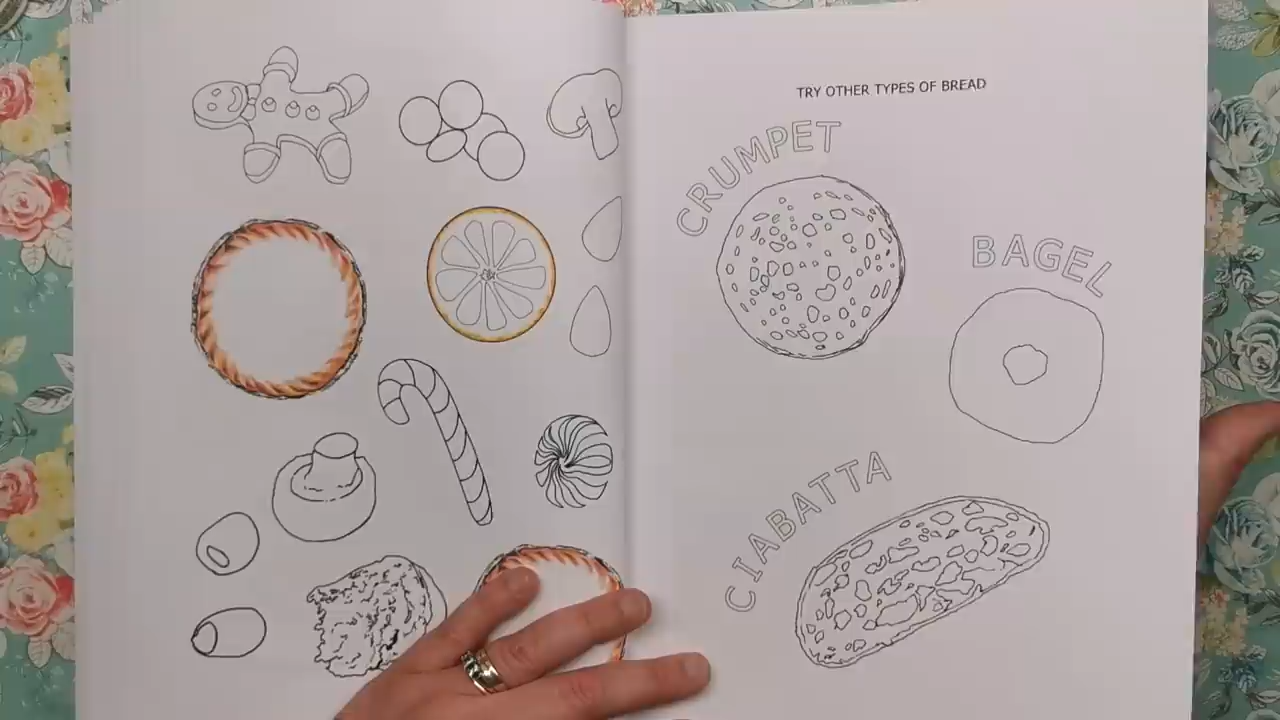 TRY OTHER TYPES OF BREAD
CRUMPET
BAGEL
CIABATTA